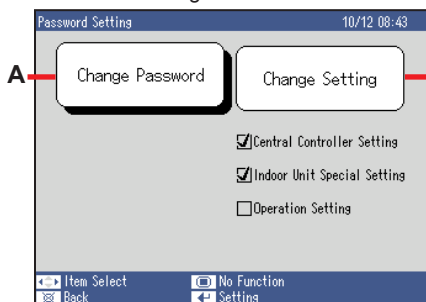 Password Setting 10/12 08:43
A
Change Password
Change Setting
Central Controller Setting
Indoor Unit Special Setting
Operation Setting
Item Select No Function
Back Setting